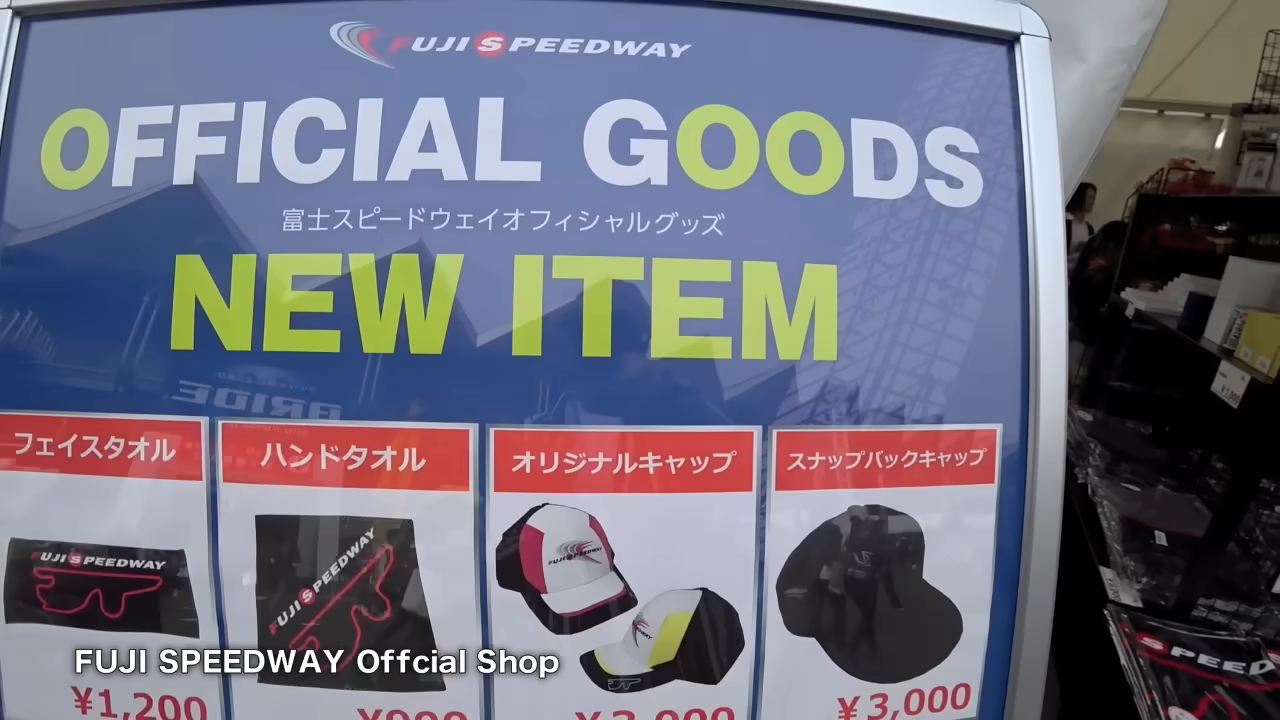 FUJI SPEEDWAY
OFFICIAL GOODS
富士スピードウェイオフィシャルグッズ
NEW ITEM
BRIDE
フェイスタオル
ハンドタオル
オリジナルキャップ
スナップバックキャップ
FUJI SPEEDWAY
FUJI SPEEDWAY
FUJI SPEEDWAY
FUJI SPEEDWAY Offcial Shop
¥1,200
¥3,000
SPEED